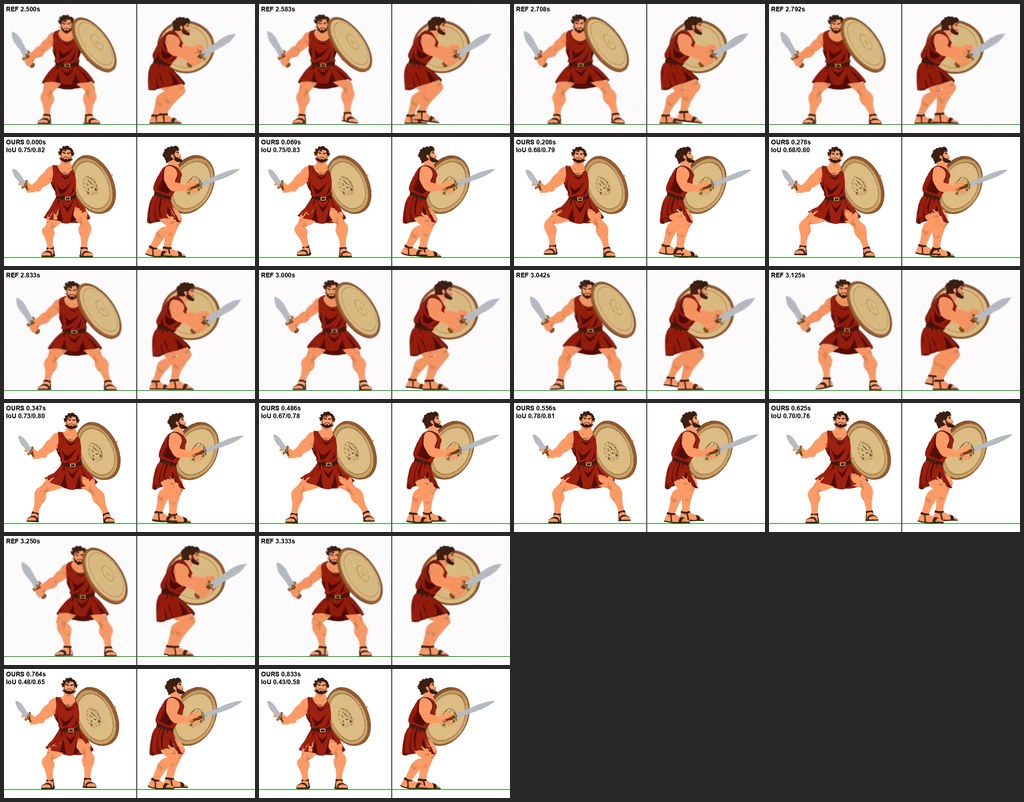 REF 2.500s
REF 2.583s
REF 2.708s
REF 2.792s
OURS 0.000s
IoU 0.75/0.82
OURS 0.069s
IoU 0.75/0.83
OURS 0.208s
IoU 0.68/0.79
OURS 0.278s
IoU 0.68/0.80
REF 2.833s
REF 3.000s
REF 3.042s
REF 3.125s
OURS 0.347s
IoU 0.73/0.80
OURS 0.486s
IoU 0.67/0.78
OURS 0.556s
IoU 0.78/0.81
OURS 0.625s
IoU 0.70/0.76
REF 3.250s
REF 3.333s
OURS 0.764s
IoU 0.48/0.65
OURS 0.833s
IoU 0.43/0.58